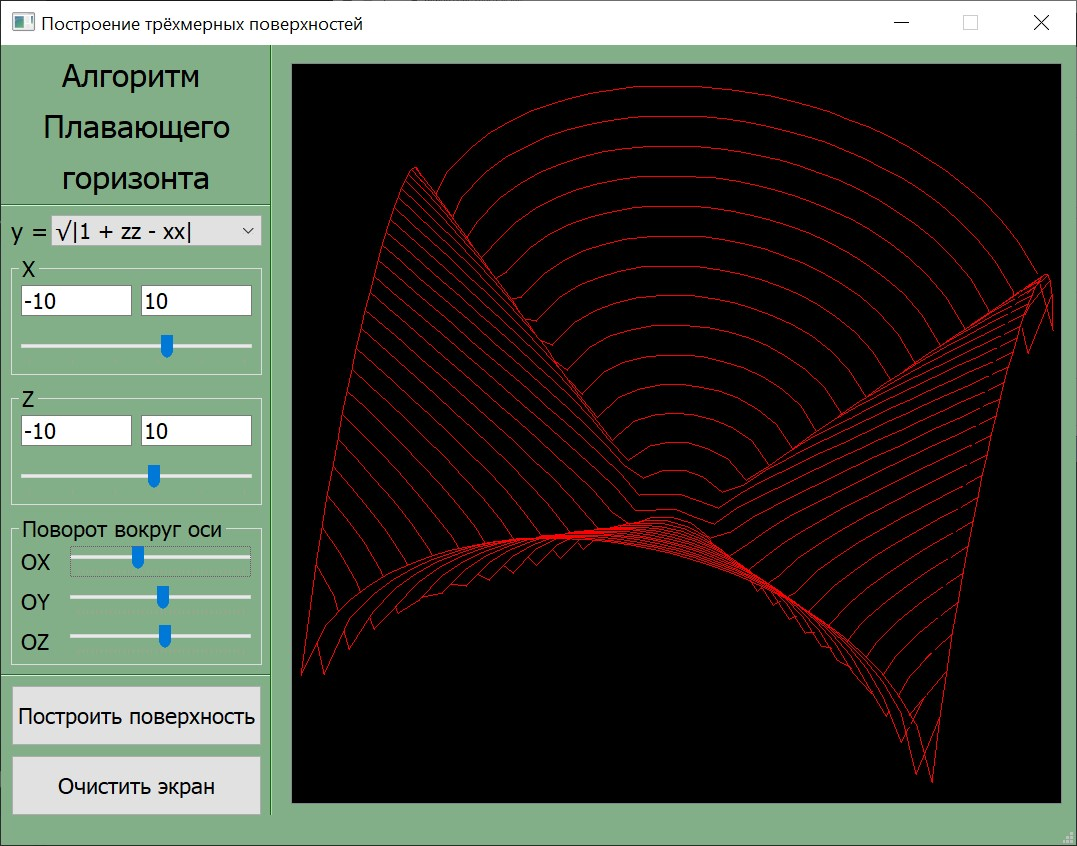 Построение трёхмерных поверхностей
Алгоритм
Плавающего
горизонта
y = √|1 + zz - xx|
X
-10 10
Z
-10 10
Поворот вокруг оси
OX
OY
OZ
Построить поверхность
Очистить экран